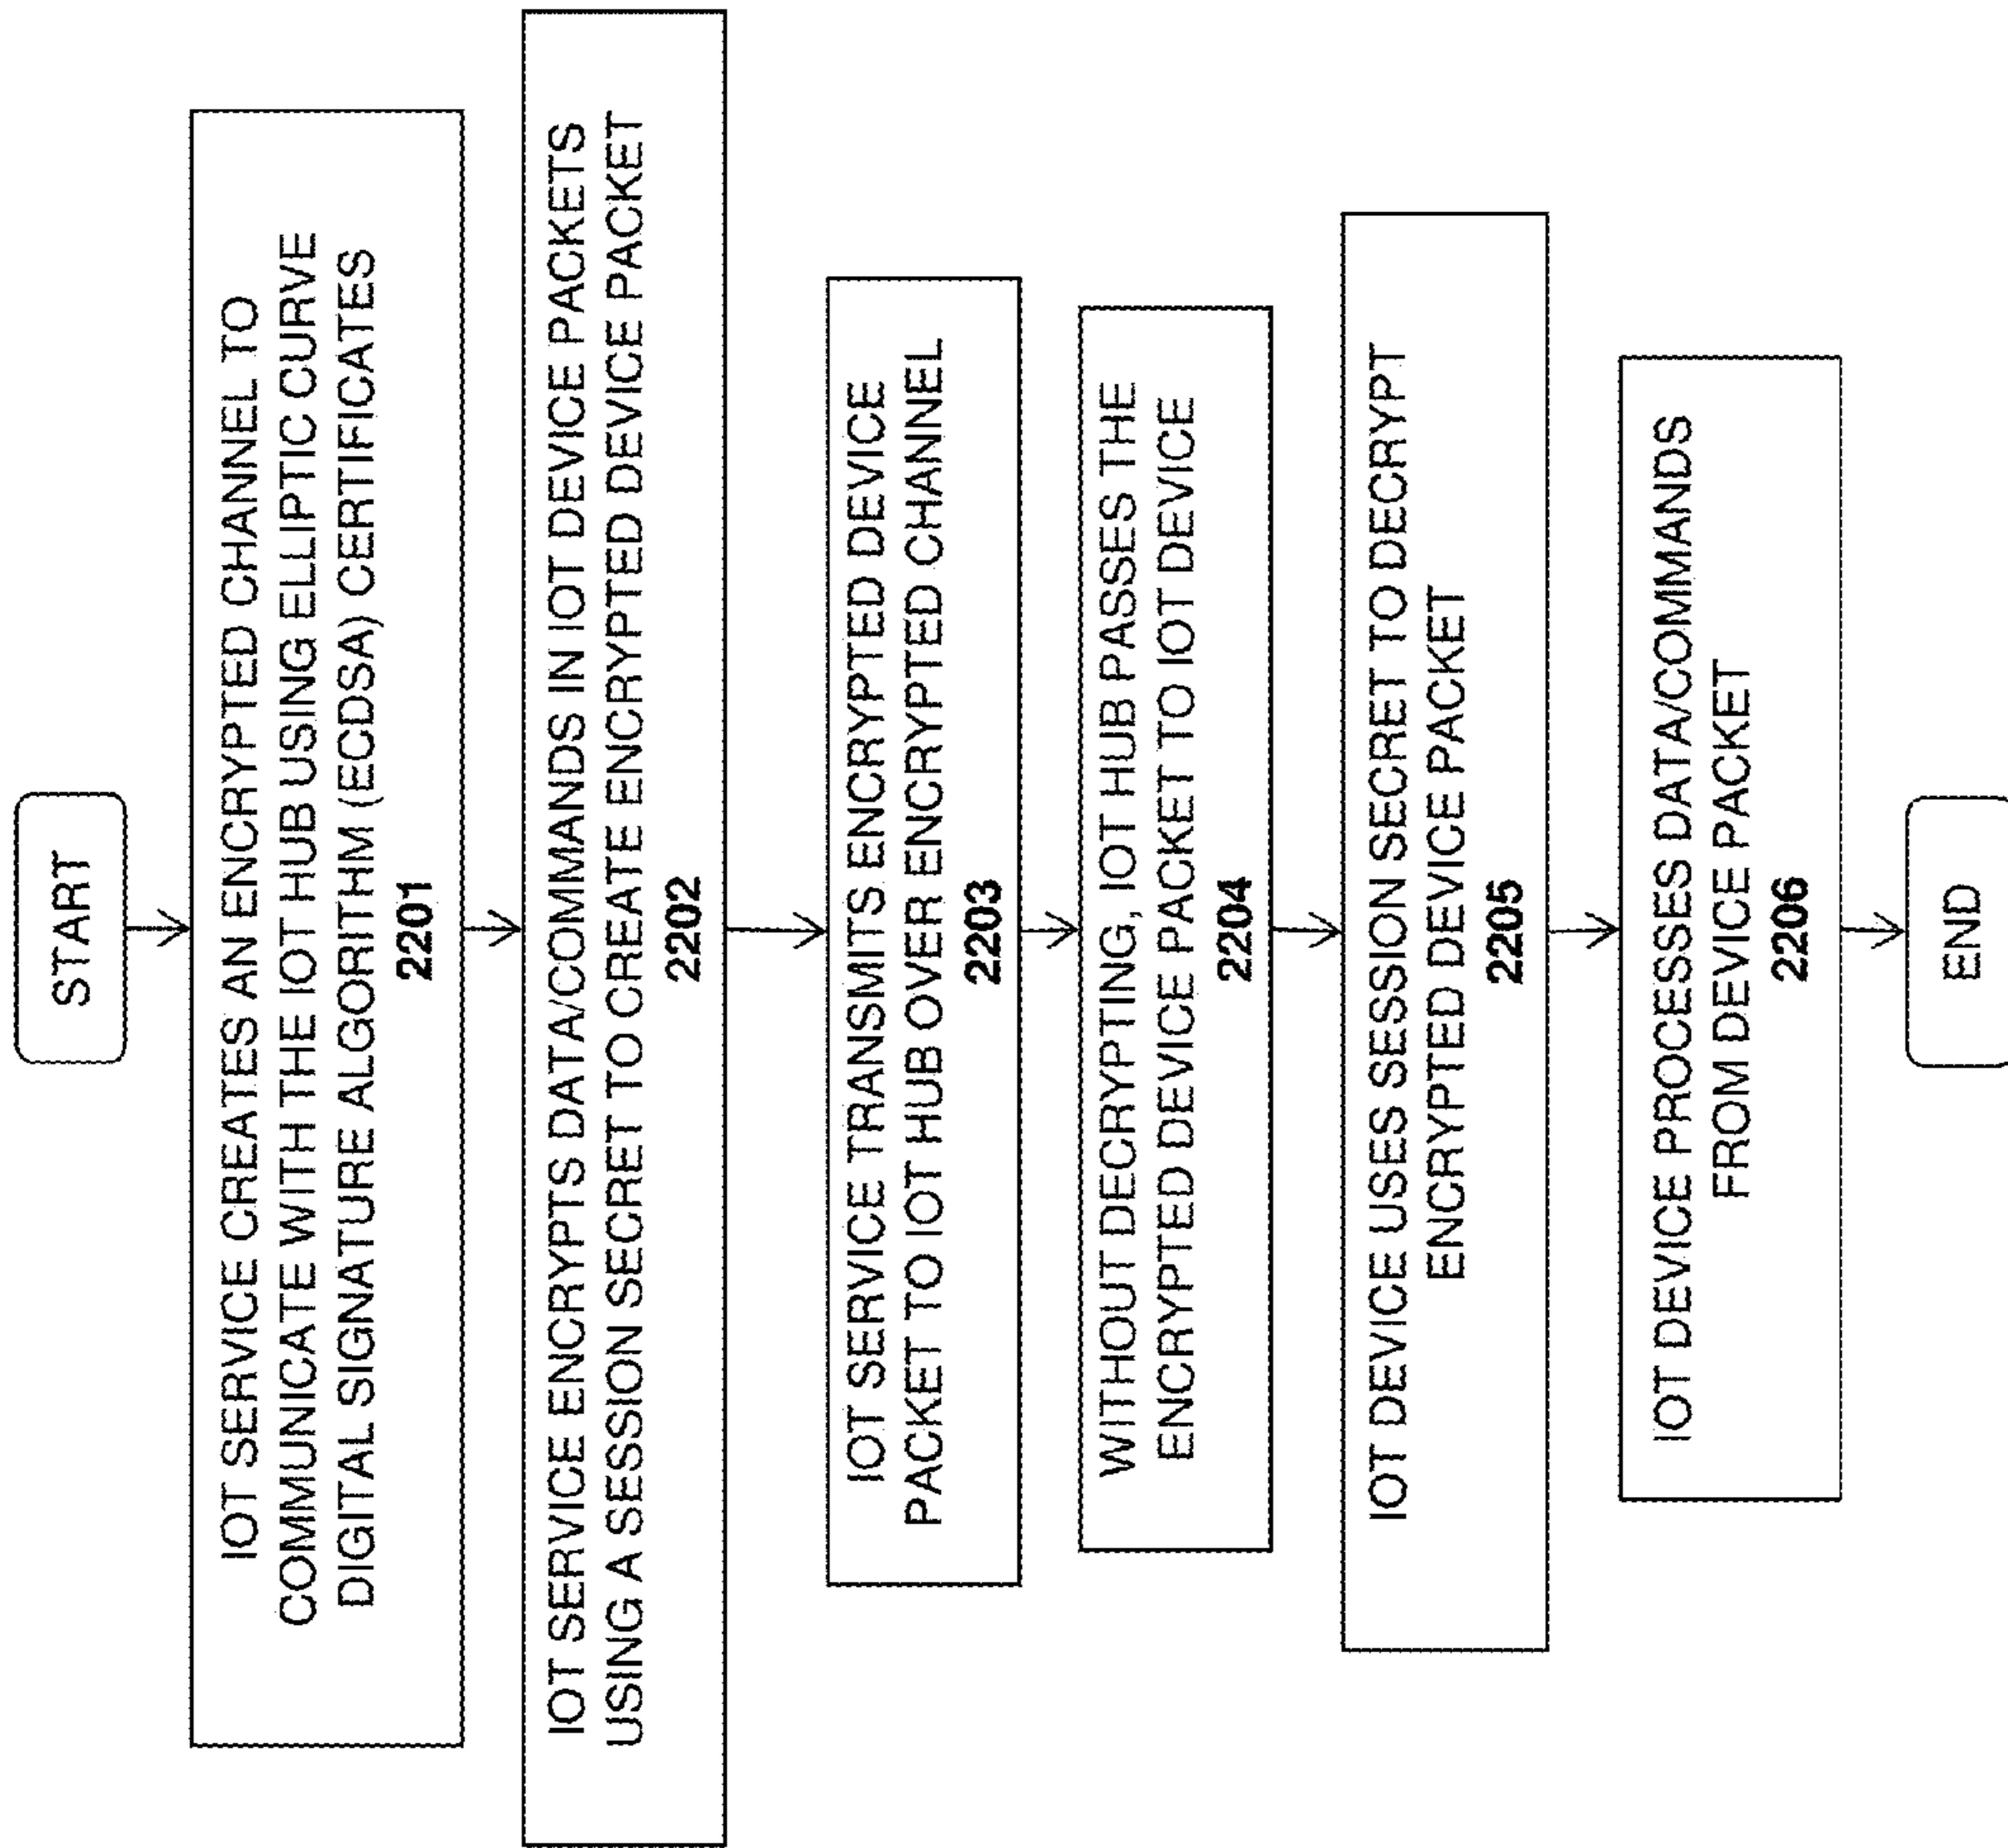 START
IOT SERVICE CREATES AN ENCRYPTED CHANNEL TO
COMMUNICATE WITH THE IOT HUB USING ELLIPTIC CURVE
DIGITAL SIGNATURE ALGORITHM (ECDSA) CERTIFICATES
2201
IOT SERVICE ENCRYPTS DATA/COMMANDS IN IOT DEVICE PACKETS
USING A SESSION SECRET TO CREATE ENCRYPTED DEVICE PACKET
2202
IOT SERVICE TRANSMITS ENCRYPTED DEVICE
PACKET TO IOT HUB OVER ENCRYPTED CHANNEL
2203
WITHOUT DECRYPTING, IOT HUB PASSES THE
ENCRYPTED DEVICE PACKET TO IOT DEVICE
2204
IOT DEVICE USES SESSION SECRET TO DECRYPT
ENCRYPTED DEVICE PACKET
2205
IOT DEVICE PROCESSES DATA/COMMANDS
FROM DEVICE PACKET
2206
END